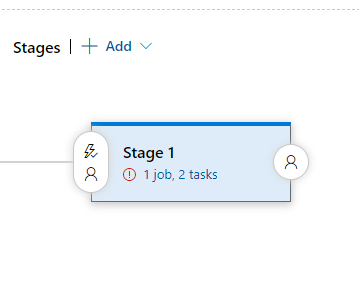 Stages | + Add
Stage 1
1 job, 2 tasks